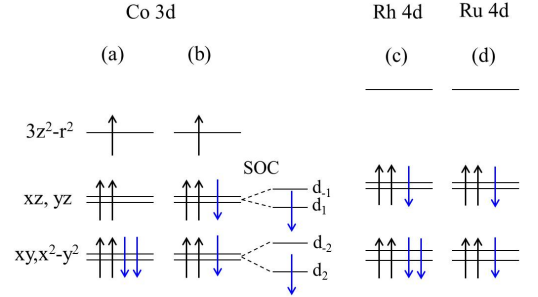 Co 3d Rh 4d Ru 4d
(a) (b) (c) (d)
3z²-r²
SOC
xz, yz
d₋₁
d₁
xy,x²-y²
d₋₂
d₂